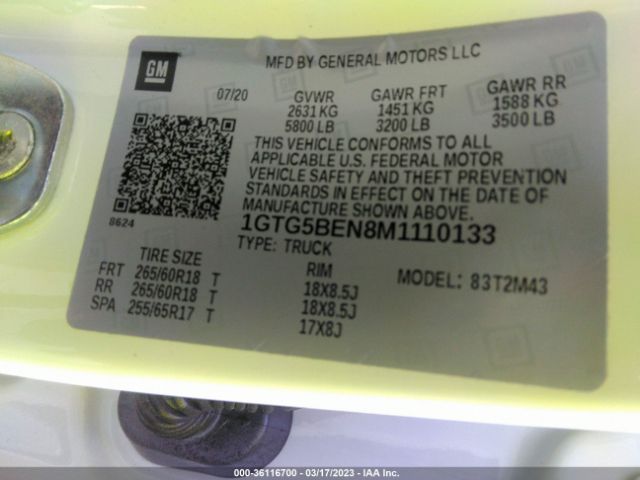 GM
MFD BY GENERAL MOTORS LLC
07/20 GVWR GAWR FRT GAWR RR
2631 KG 1451 KG 1588 KG
5800 LB 3200 LB 3500 LB
THIS VEHICLE CONFORMS TO ALL
APPLICABLE U.S. FEDERAL MOTOR
VEHICLE SAFETY AND THEFT PREVENTION
STANDARDS IN EFFECT ON THE DATE OF
MANUFACTURE SHOWN ABOVE.
8624
1GTG5BEN8M1110133
TYPE: TRUCK
TIRE SIZE RIM MODEL: 83T2M43
FRT 265/60R18 T 18X8.5J
RR 265/60R18 T 18X8.5J
SPA 255/65R17 T 17X8J
000-36116700 - 03/17/2023 - IAA Inc.